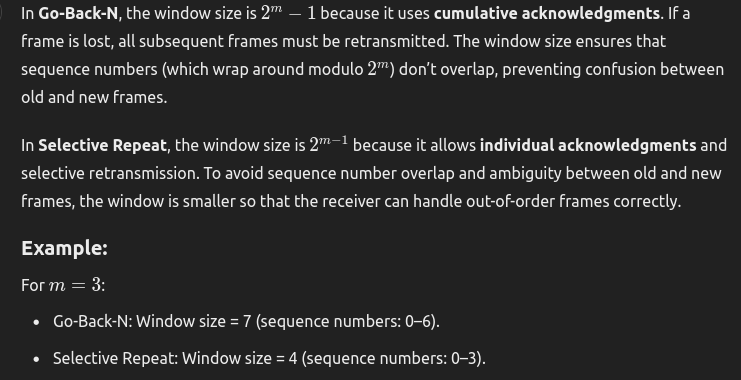 In Go-Back-N, the window size is 2^m − 1 because it uses cumulative acknowledgments. If a
frame is lost, all subsequent frames must be retransmitted. The window size ensures that
sequence numbers (which wrap around modulo 2^m) don’t overlap, preventing confusion between
old and new frames.
In Selective Repeat, the window size is 2^{m−1} because it allows individual acknowledgments and
selective retransmission. To avoid sequence number overlap and ambiguity between old and new
frames, the window is smaller so that the receiver can handle out-of-order frames correctly.
Example:
For m = 3:
• Go-Back-N: Window size = 7 (sequence numbers: 0–6).
• Selective Repeat: Window size = 4 (sequence numbers: 0–3).